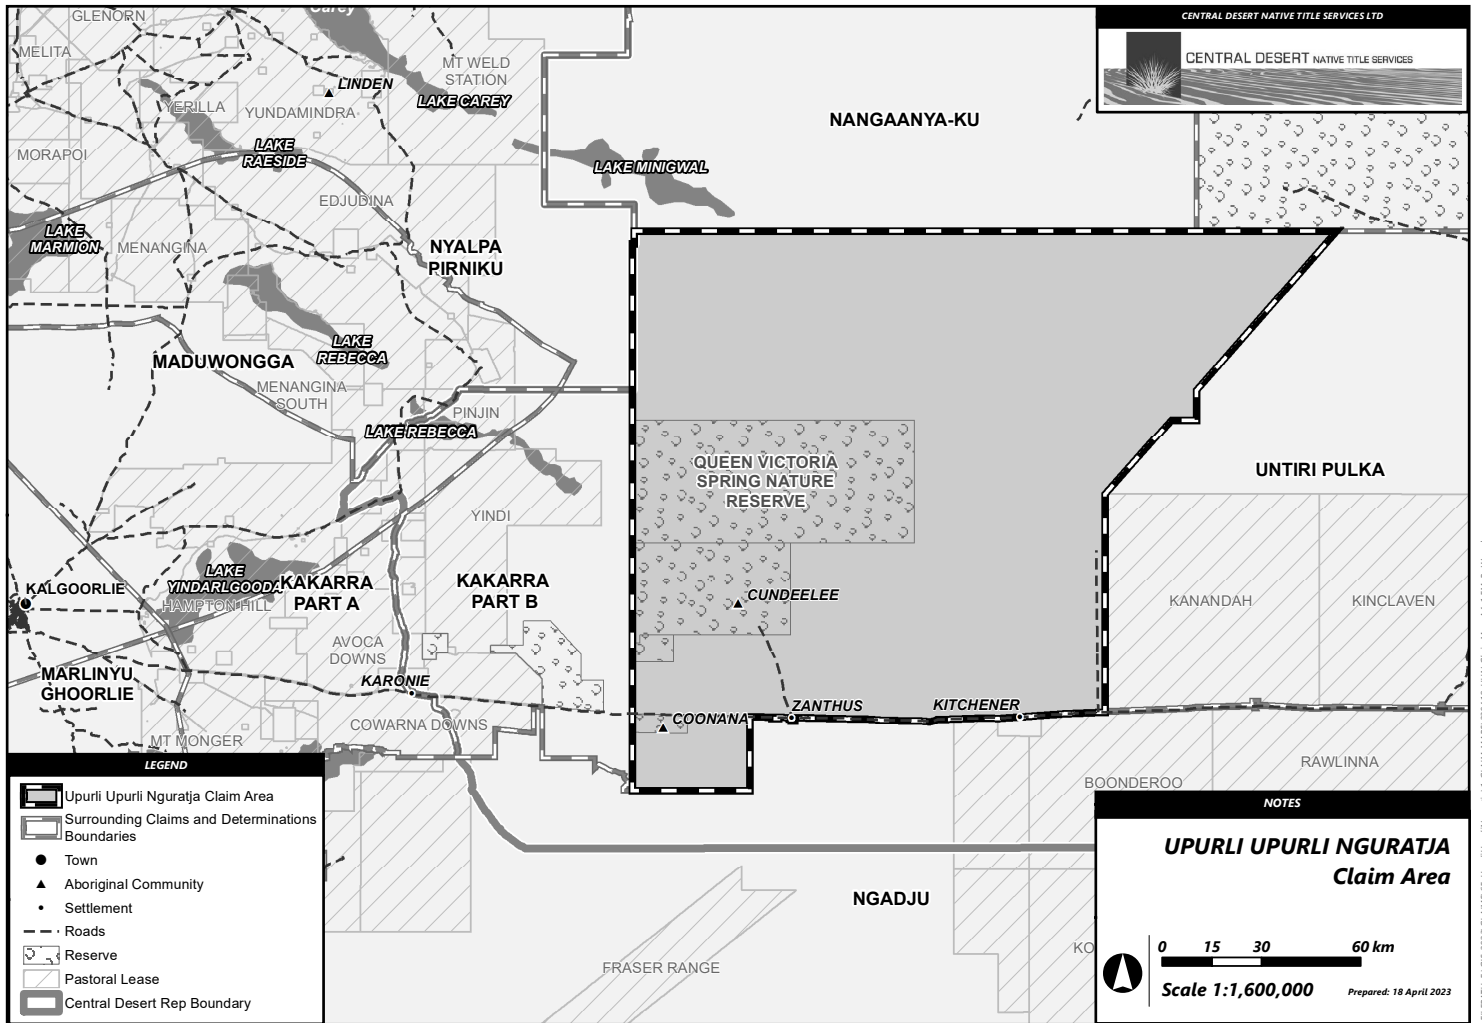 GLENORN
Carey
MELITA
MT WELD
STATION
LINDEN
LAKE CAREY
YERILLA
YUNDAMINDRA
MORAPOI
LAKE
RAESIDE
EDJUDINA
LAKE
MARMION
MENANGINA
NYALPA
PIRNIKU
LAKE MINIGWAL
NANGAANYA-KU
CENTRAL DESERT NATIVE TITLE SERVICES LTD
CENTRAL DESERT NATIVE TITLE SERVICES
LAKE
REBECCA
MADUWONGGA
MENANGINA
SOUTH
PINJIN
LAKE REBECCA
QUEEN VICTORIA
SPRING NATURE
RESERVE
UNTIRI PULKA
YINDI
LAKE
YINDARLGOODA
KALGOORLIE
HAMPTON HILL
KAKARRA
PART A
KAKARRA
PART B
CUNDEELEE
KANANDAH
KINCLAVEN
AVOCA
DOWNS
MARLINYU
GHOORLIE
KARONIE
COONANA
ZANTHUS
KITCHENER
COWARNA DOWNS
MT MONGER
BOONDEROO
RAWLINNA
NGADJU
FRASER RANGE
KO
LEGEND
Upurli Upurli Nguratja Claim Area
Surrounding Claims and Determinations
Boundaries
Town
Aboriginal Community
Settlement
Roads
Reserve
Pastoral Lease
Central Desert Rep Boundary
NOTES
UPURLI UPURLI NGURATJA
Claim Area
0 15 30 60 km
Scale 1:1,600,000
Prepared: 18 April 2023